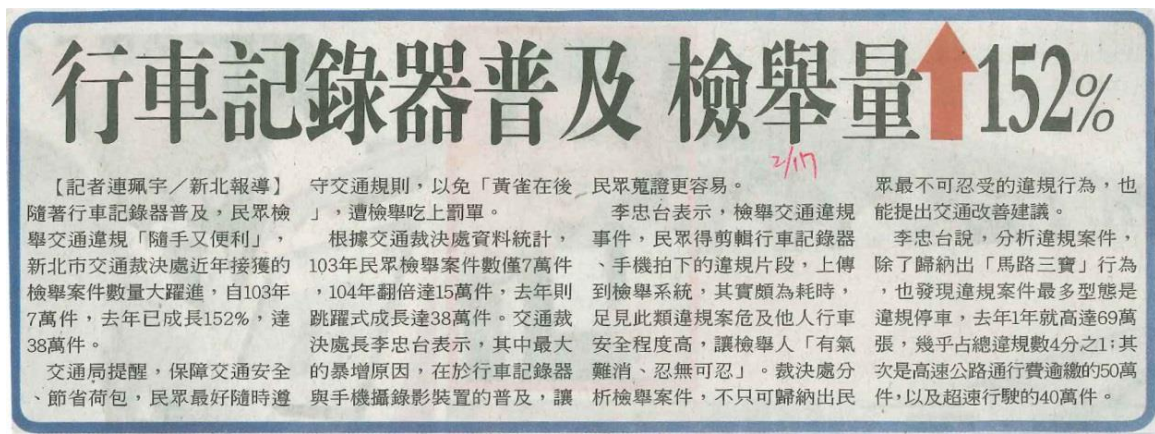 行車記錄器普及 檢舉量↑152%
2/17
【記者連珮宇／新北報導】
隨著行車記錄器普及，民眾檢
舉交通違規「隨手又便利」，
新北市交通裁決處近年接獲的
檢舉案件數量大躍進，自103年
7萬件，去年已成長152%，達
38萬件。
交通局提醒，保障交通安全
、節省荷包，民眾最好隨時遵
守交通規則，以免「黃雀在後
」，遭檢舉吃上罰單。
根據交通裁決處資料統計，
103年民眾檢舉案件數僅7萬件
，104年翻倍達15萬件，去年則
跳躍式成長達38萬件。交通裁
決處長李忠台表示，其中最大
的暴增原因，在於行車記錄器
與手機攝錄影裝置的普及，讓
民眾蒐證更容易。
李忠台表示，檢舉交通違規
事件，民眾得剪輯行車記錄器
、手機拍下的違規片段，上傳
到檢舉系統，其實頗為耗時，
足見此類違規案危及他人行車
安全程度高，讓檢舉人「有氣
難消、忍無可忍」。裁決處分
析檢舉案件，不只可歸納出民
眾最不可忍受的違規行為，也
能提出交通改善建議。
李忠台說，分析違規案件，
除了歸納出「馬路三寶」行為
，也發現違規案件最多型態是
違規停車，去年1年就高達69萬
張，幾乎占總違規數4分之1；其
次是高速公路通行費逾繳的50萬
件，以及超速行駛的40萬件。